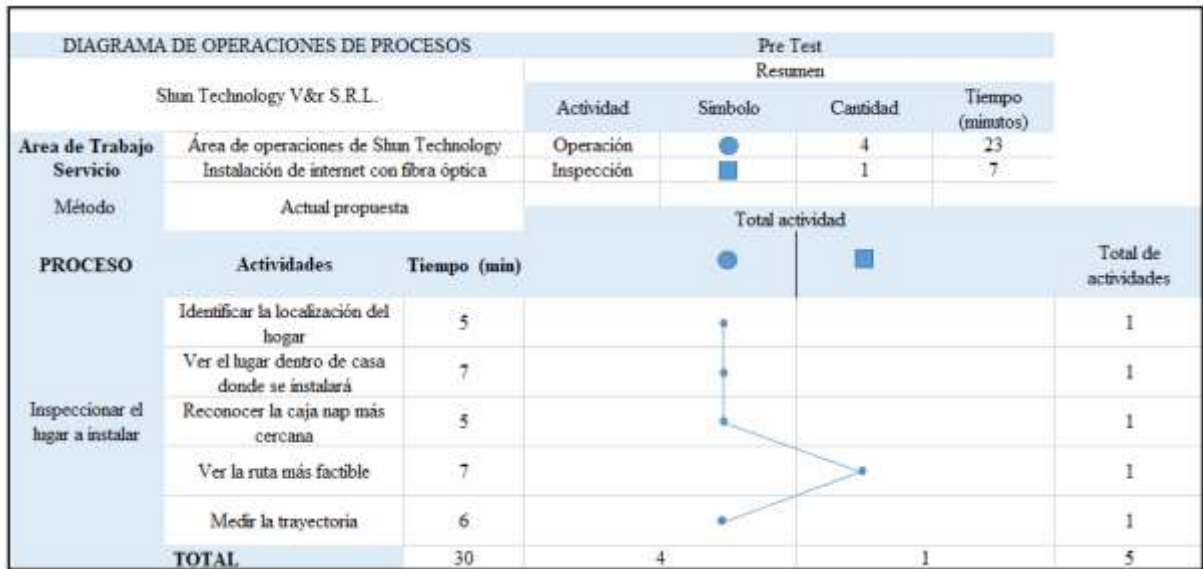 DIAGRAMA DE OPERACIONES DE PROCESOS
Pre Test
Shun Technology V&r S.R.L.
Resumen
Actividad
Simbolo
Cantidad
Tiempo
(minutos)
Area de Trabajo
Área de operaciones de Shun Technology
Operación
4
23
Servicio
Instalación de internet con fibra óptica
Inspección
1
7
Método
Actual propuesta
Total actividad
PROCESO
Actividades
Tiempo (min)
Total de
actividades
Inspeccionar el
lugar a instalar
Identificar la localización del
hogar
5
1
Ver el lugar dentro de casa
donde se instalará
7
1
Reconocer la caja nap más
cercana
5
1
Ver la ruta más factible
7
1
Medir la trayectoria
6
1
TOTAL
30
4
1
5